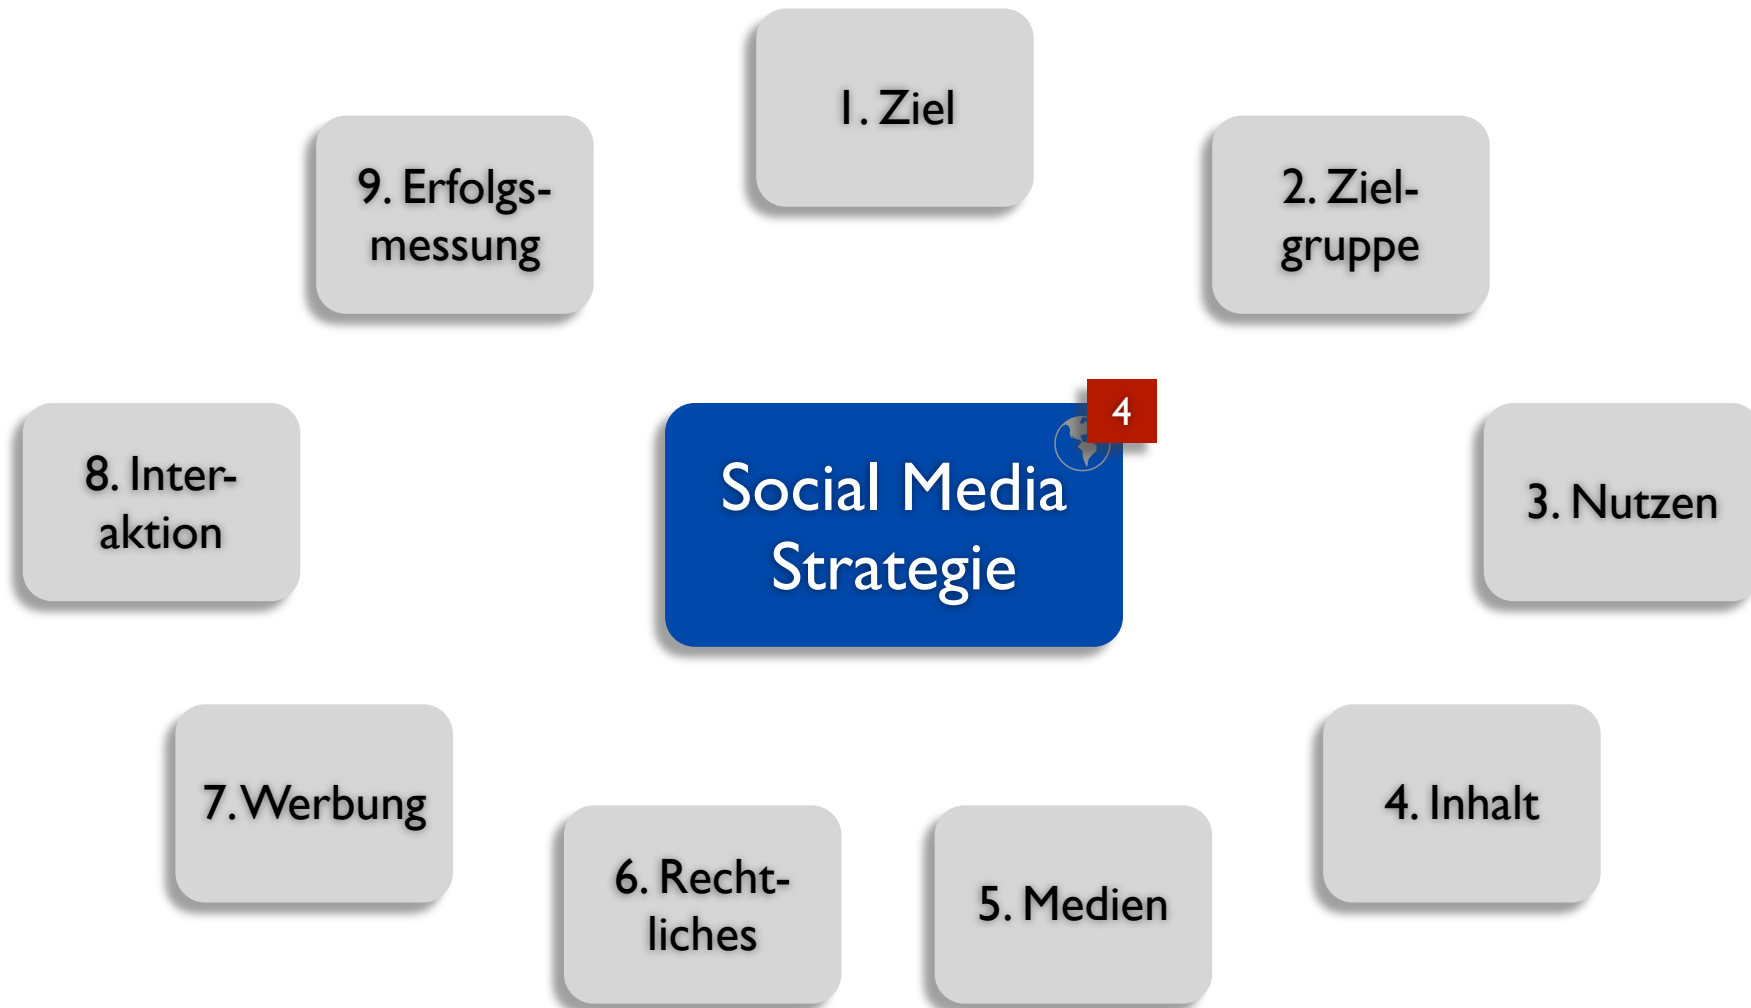 1. Ziel
2. Ziel-
gruppe
3. Nutzen
4. Inhalt
5. Medien
6. Recht-
liches
7. Werbung
8. Inter-
aktion
9. Erfolgs-
messung
4
Social Media
Strategie